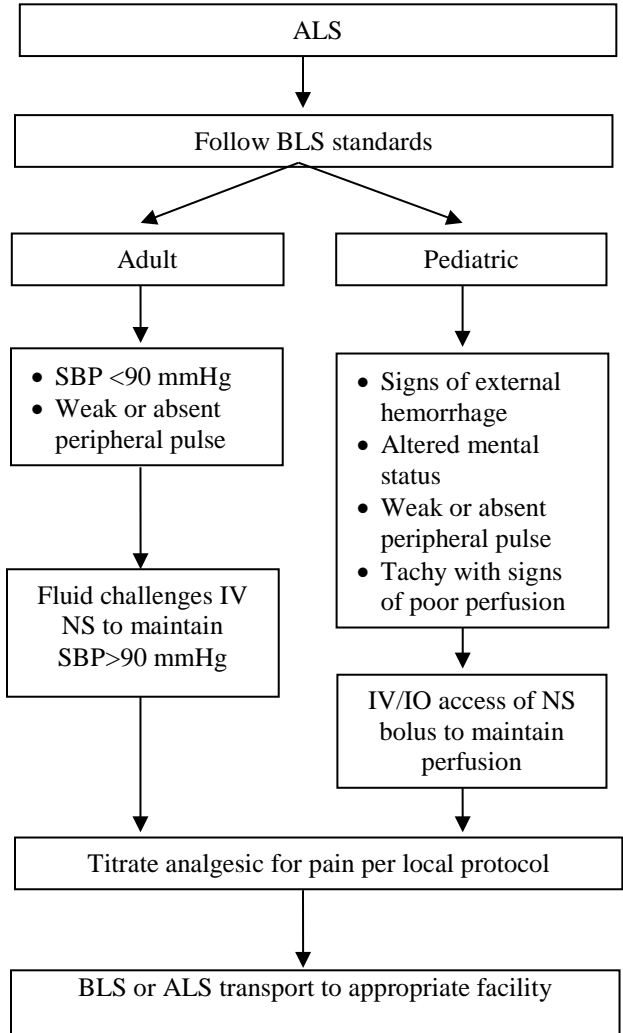 ALS
Follow BLS standards
Adult
Pediatric
• SBP <90 mmHg
• Weak or absent
peripheral pulse
• Signs of external
hemorrhage
• Altered mental
status
• Weak or absent
peripheral pulse
• Tachy with signs
of poor perfusion
Fluid challenges IV
NS to maintain
SBP>90 mmHg
IV/IO access of NS
bolus to maintain
perfusion
Titrate analgesic for pain per local protocol
BLS or ALS transport to appropriate facility